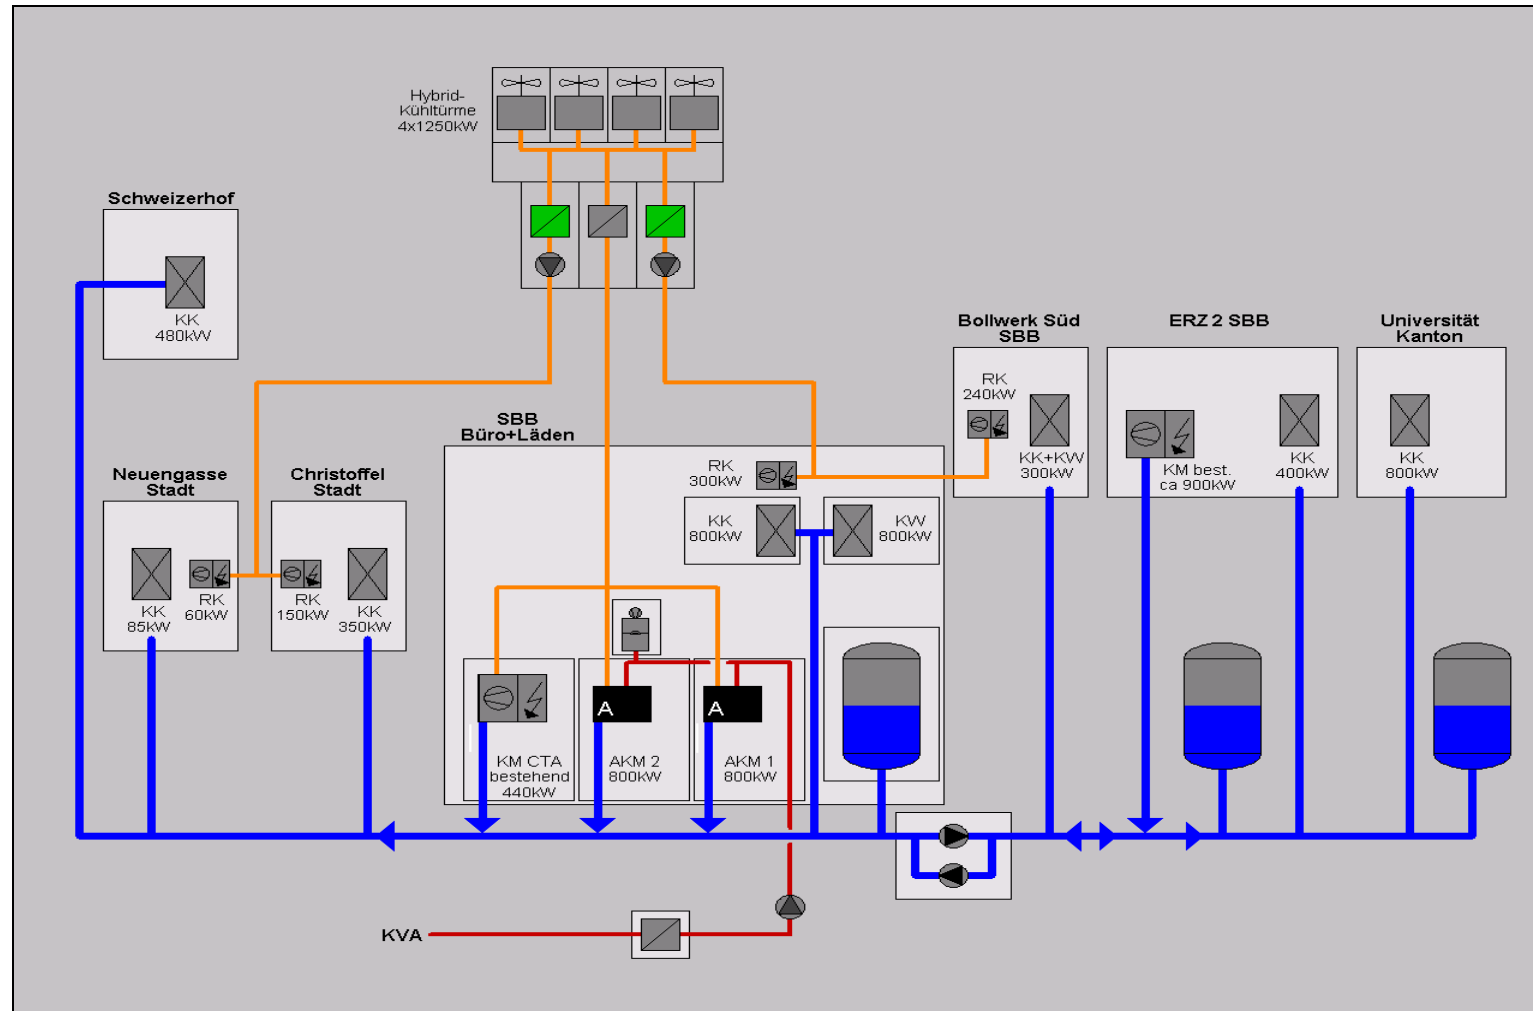 Hybrid-
Kühltürme
4x1250kW
Schweizerhof
KK
480kW
Bollwerk Süd
SBB
RK
240kW
KK+KW
300kW
ERZ 2 SBB
KM best.
ca 900kW
KK
400kW
Universität
Kanton
KK
800kW
SBB
Büro+Läden
RK
300kW
KK
800kW
KW
800kW
Neuengasse
Stadt
KK
85kW
RK
60kW
Christoffel
Stadt
RK
150kW
KK
350kW
A
A
KM CTA
bestehend
440kW
AKM 2
800kW
AKM 1
800kW
KVA